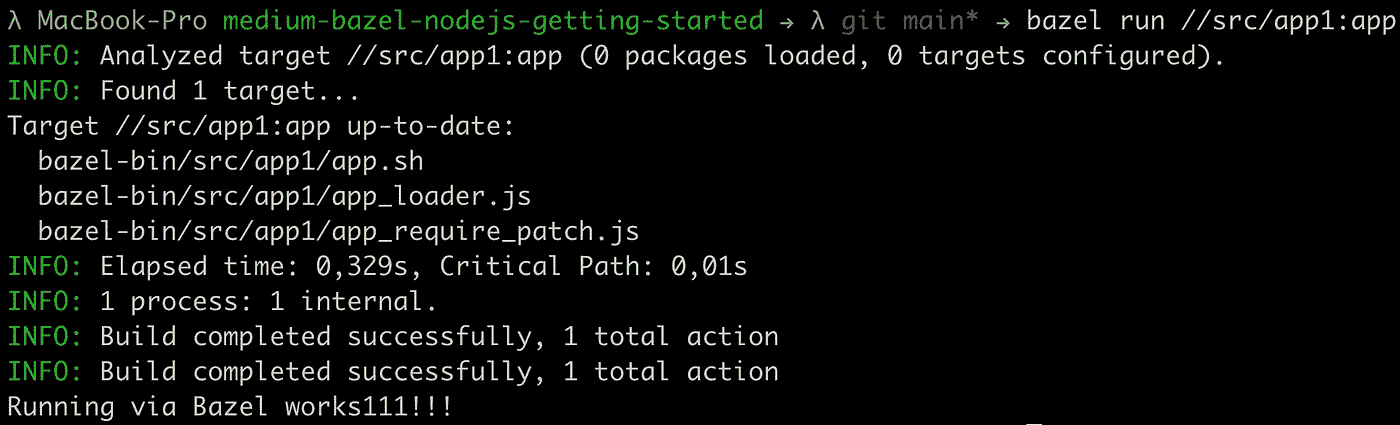 λ MacBook-Pro medium-bazel-nodejs-getting-started → λ git main* → bazel run //src/app1:app
INFO: Analyzed target //src/app1:app (0 packages loaded, 0 targets configured).
INFO: Found 1 target...
Target //src/app1:app up-to-date:
  bazel-bin/src/app1/app.sh
  bazel-bin/src/app1/app_loader.js
  bazel-bin/src/app1/app_require_patch.js
INFO: Elapsed time: 0,329s, Critical Path: 0,01s
INFO: 1 process: 1 internal.
INFO: Build completed successfully, 1 total action
INFO: Build completed successfully, 1 total action
Running via Bazel works111!!!